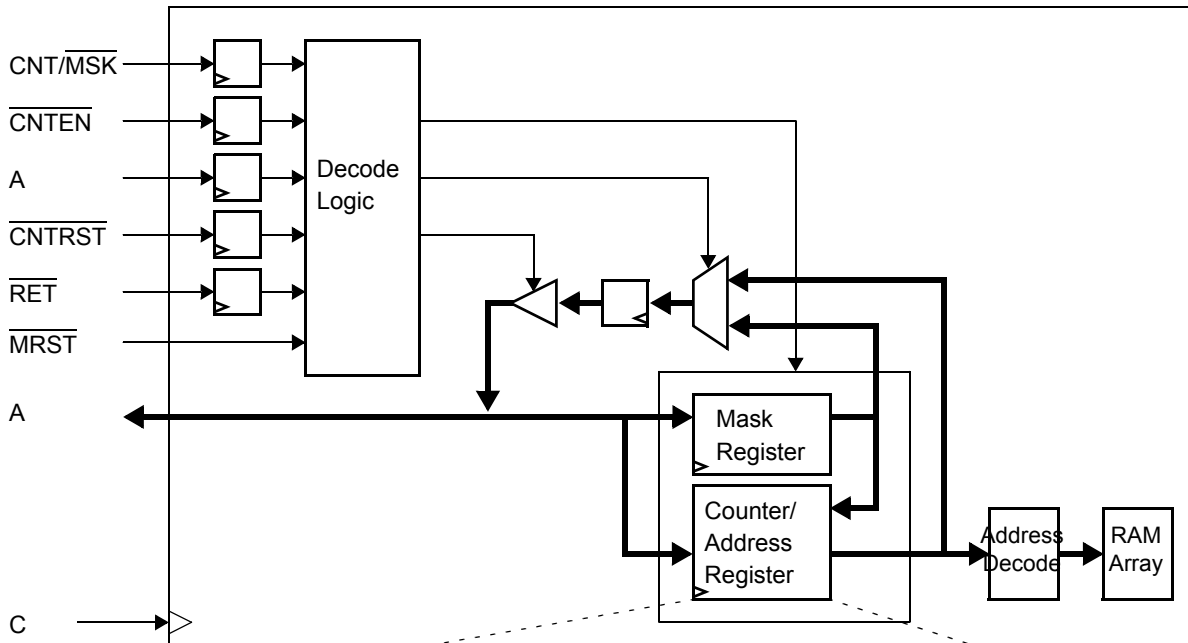 CNT/MSK
CNTEN
A
CNTRST
RET
MRST
A
C
Decode
Logic
Mask
Register
Counter/
Address
Register
Address
Decode
RAM
Array